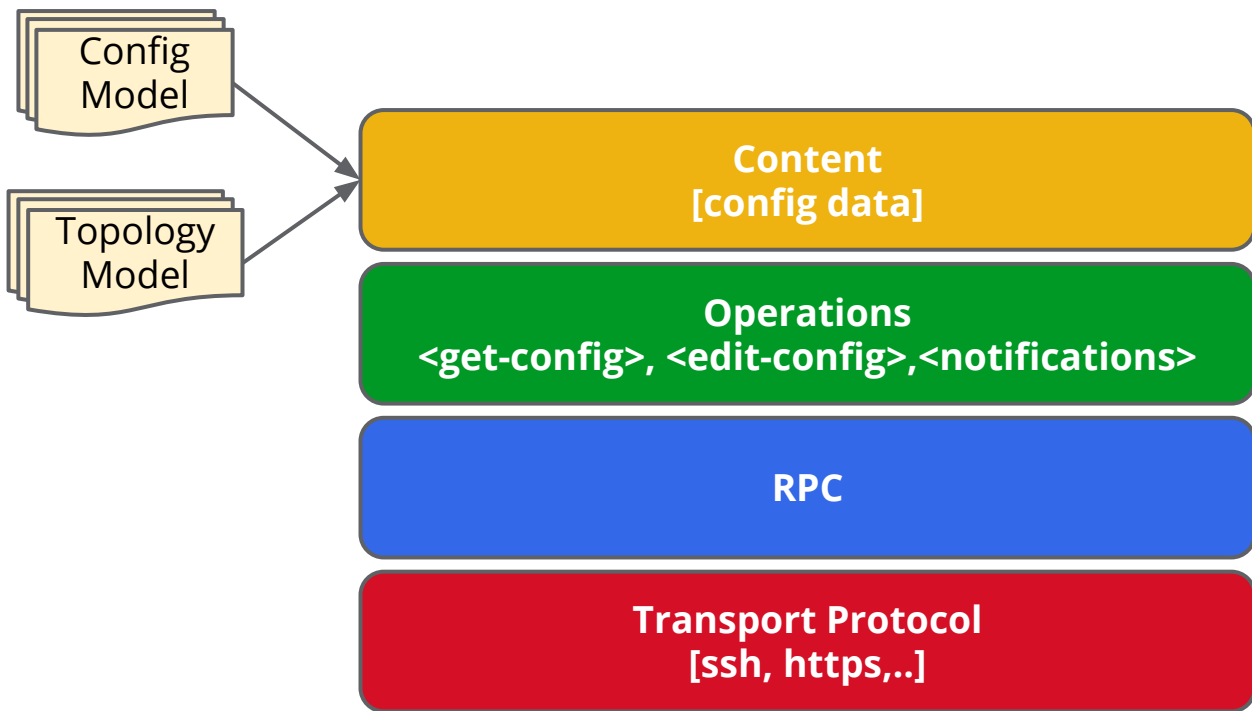 Config
Model
Topology
Model
Content
[config data]
Operations
<get-config>, <edit-config>,<notifications>
RPC
Transport Protocol
[ssh, https,..]